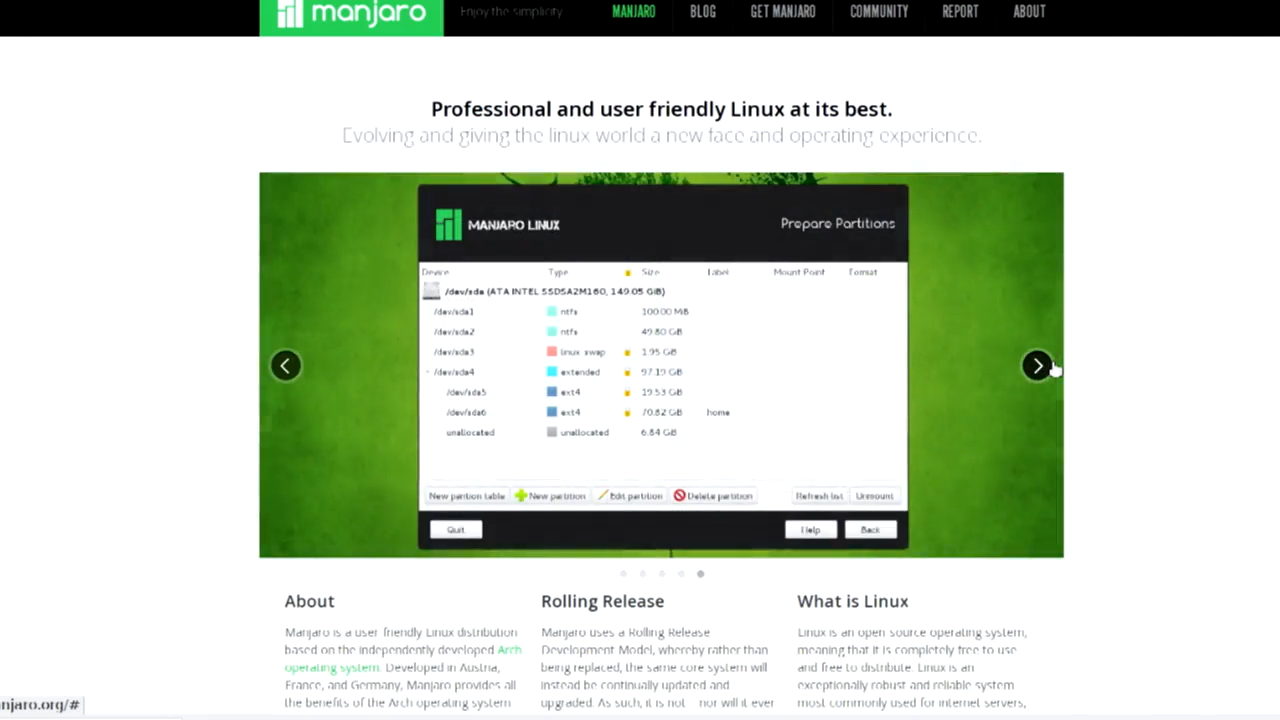 manjaro Enjoy the simplicity MANJARO BLOG GET MANJARO COMMUNITY REPORT ABOUT
Professional and user friendly Linux at its best.
Evolving and giving the linux world a new face and operating experience.
MANJARO LINUX Prepare Partitions
Device Type Size Label Mount Point Format
/dev/sda (ATA INTEL SSDSA2M160, 149.05 GiB)
/dev/sda1 ntfs 100.00 MiB
/dev/sda2 ntfs 49.80 GiB
/dev/sda3 linux swap 1.95 GiB
- /dev/sda4 extended 97.19 GiB
/dev/sda5 ext4 19.53 GiB
/dev/sda6 ext4 70.82 GiB home
unallocated unallocated 6.84 GiB
New partition table New partition Edit partition Delete partition Refresh list Unmount
Quit Help Back
About
Manjaro is a user friendly Linux distribution
based on the independently developed Arch
operating system. Developed in Austria,
France, and Germany, Manjaro provides all
the benefits of the Arch operating system
Rolling Release
Manjaro uses a Rolling Release
Development Model, whereby rather than
being replaced, the same core system will
instead be continually updated and
upgraded. As such, it is not nor will it ever
What is Linux
Linux is an open source operating system,
meaning that it is completely free to use
and free to distribute. Linux is an
exceptionally robust and reliable system
most commonly used for internet servers,
njaro.org/#